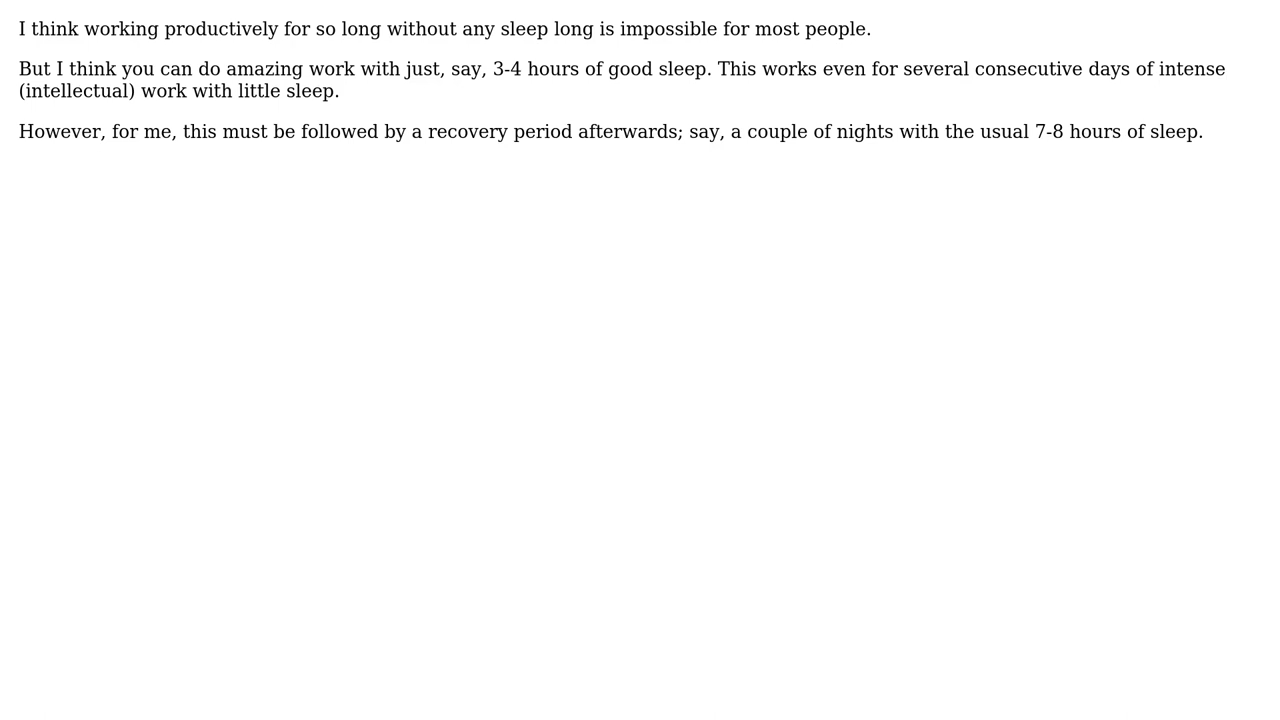 I think working productively for so long without any sleep long is impossible for most people.
But I think you can do amazing work with just, say, 3-4 hours of good sleep. This works even for several consecutive days of intense
(intellectual) work with little sleep.
However, for me, this must be followed by a recovery period afterwards; say, a couple of nights with the usual 7-8 hours of sleep.